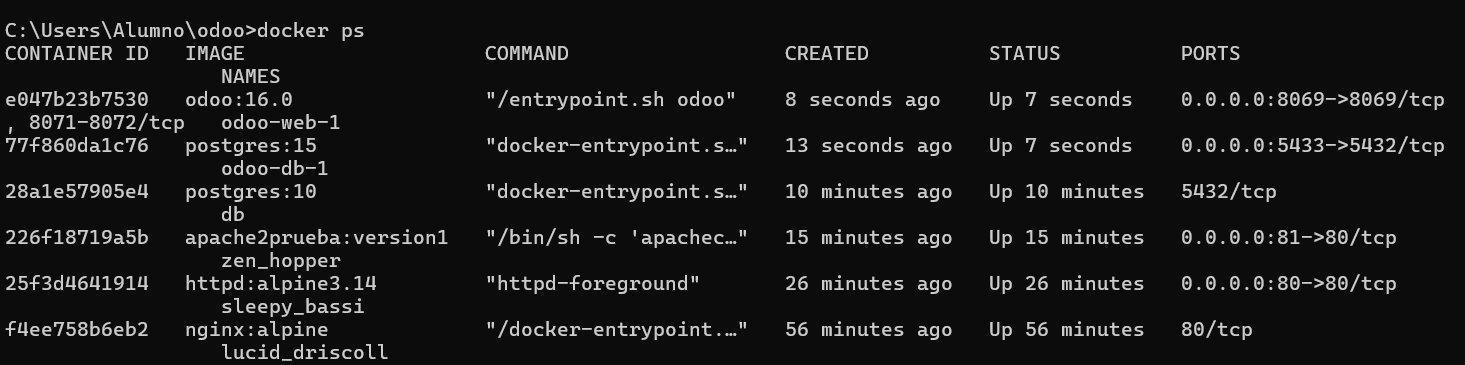 C:\Users\Alumno\odoo>docker ps
CONTAINER ID   IMAGE                    COMMAND                  CREATED          STATUS          PORTS
                  NAMES
e047b23b7530   odoo:16.0                "/entrypoint.sh odoo"    8 seconds ago    Up 7 seconds    0.0.0.0:8069->8069/tcp
, 8071-8072/tcp   odoo-web-1
77f860da1c76   postgres:15              "docker-entrypoint.s…"   13 seconds ago   Up 7 seconds    0.0.0.0:5433->5432/tcp
                  odoo-db-1
28a1e57905e4   postgres:10              "docker-entrypoint.s…"   10 minutes ago   Up 10 minutes   5432/tcp
                  db
226f18719a5b   apache2prueba:version1   "/bin/sh -c 'apachec…"   15 minutes ago   Up 15 minutes   0.0.0.0:81->80/tcp
                  zen_hopper
25f3d4641914   httpd:alpine3.14         "httpd-foreground"       26 minutes ago   Up 26 minutes   0.0.0.0:80->80/tcp
                  sleepy_bassi
f4ee758b6eb2   nginx:alpine             "/docker-entrypoint.…"   56 minutes ago   Up 56 minutes   80/tcp
                  lucid_driscoll